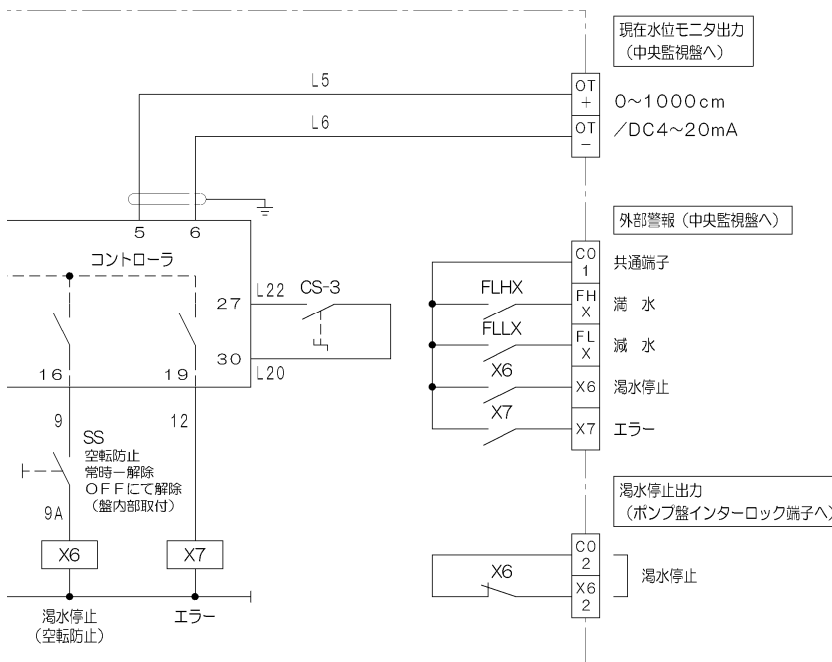 現在水位モニタ出力
（中央監視盤へ）
L5
OT
+
0～1000cm
L6
OT
－
／DC4～20mA
5
6
外部警報（中央監視盤へ）
コントローラ
CO
1
共通端子
27
L22
CS-3
FLHX
FH
X
満 水
FLLX
FL
X
減 水
30
L20
16
19
X6
X6
渇水停止
9
12
X7
X7
エラー
SS
空転防止
常時－解除
OFFにて解除
（盤内部取付）
9A
渇水停止出力
（ポンプ盤インターロック端子へ）
X6
X7
CO
2
X6
X6
2
渇水停止
渇水停止
（空転防止）
エラー